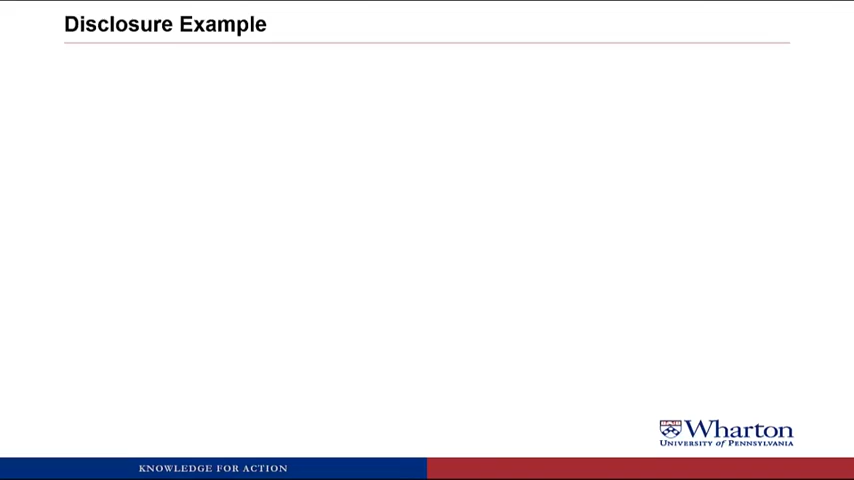 Disclosure Example
Wharton
UNIVERSITY of PENNSYLVANIA
KNOWLEDGE FOR ACTION